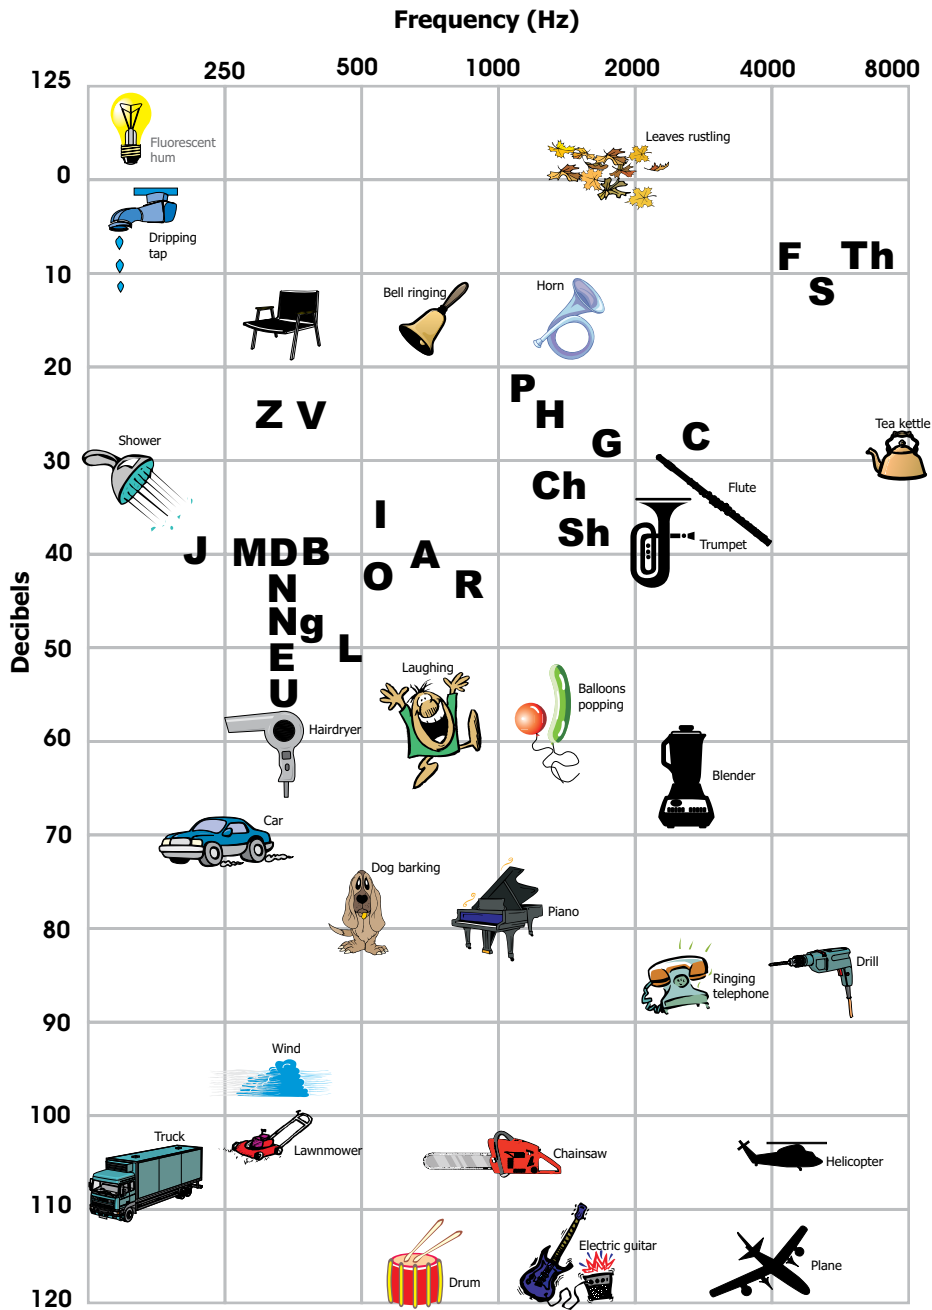 Frequency (Hz)
125
250
500
1000
2000
4000
8000
Fluorescent
hum
Leaves rustling
0
Dripping
tap
F
Th
S
10
Bell ringing
Horn
20
P
Z
V
H
C
Tea kettle
G
Shower
30
Ch
Flute
I
Sh
Trumpet
J
M
D
B
A
40
O
R
N
N
g
Decibels
L
50
E
Laughing
U
Balloons
popping
Hairdryer
60
Blender
Car
70
Dog barking
Piano
80
Drill
Ringing
telephone
90
Wind
100
Truck
Lawnmower
Chainsaw
Helicopter
110
Electric guitar
Plane
Drum
120